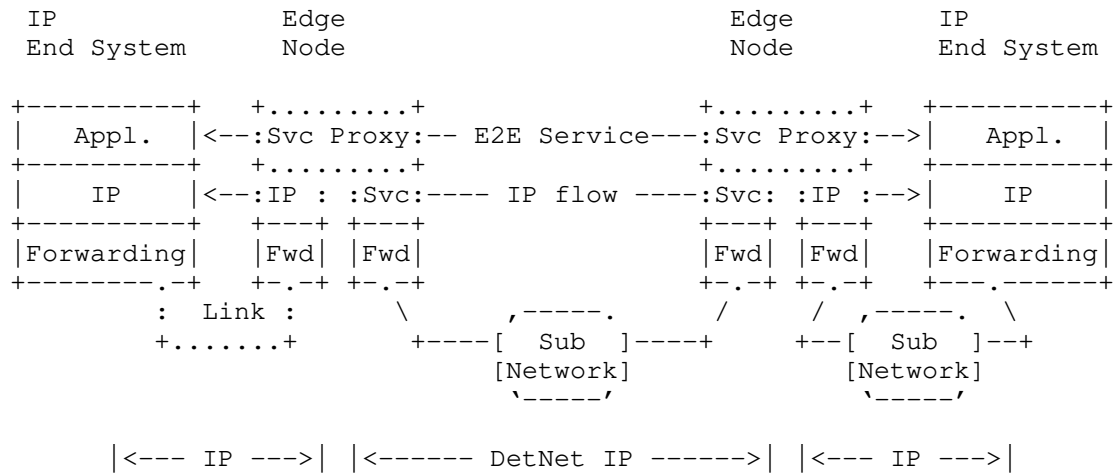 IP                 Edge                            Edge           IP
End System         Node                            Node           End System
Appl. <--:Svc Proxy:-- E2E Service---:Svc Proxy:--> Appl.
IP <--:IP : :Svc:---- IP flow ----:Svc: :IP :--> IP
Forwarding Fwd Fwd Fwd Fwd Forwarding
: Link :
[ Sub ] [ Sub ]
[Network] [Network]
|<--- IP --->| |<------ DetNet IP ------>| |<--- IP --->|